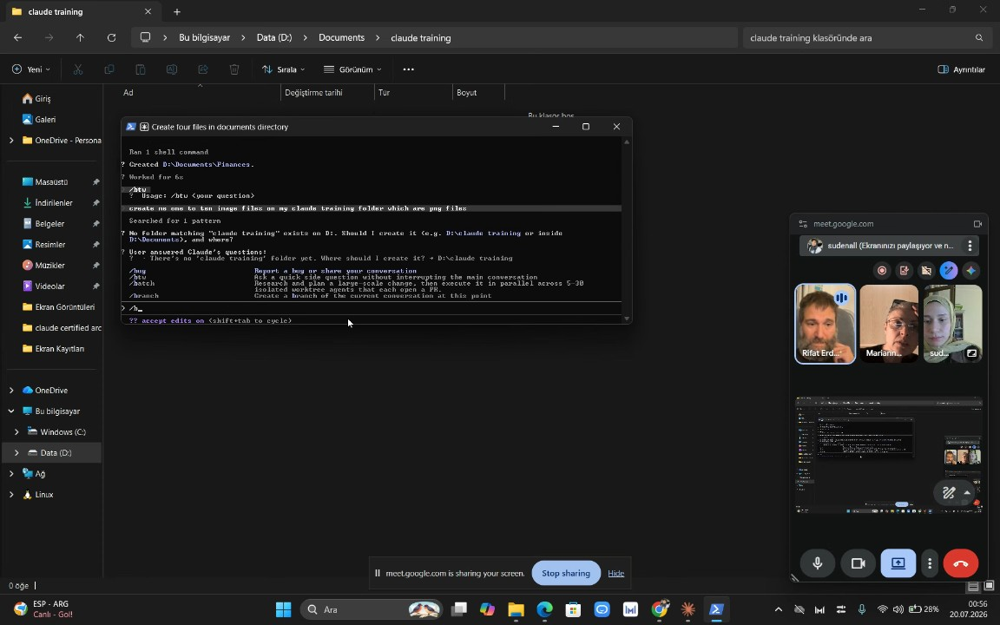 claude training
Bu bilgisayar
Data (D:)
Documents
claude training
claude training klasöründe ara
Yeni
Sırala
Görünüm
Ayrıntılar
Ad
Değiştirme tarihi
Tür
Boyut
Giriş
Galeri
OneDrive - Persona
Masaüstü
İndirilenler
Belgeler
Resimler
Müzikler
Videolar
Ekran Görüntüleri
claude certified arc
Ekran Kayıtları
OneDrive
Bu bilgisayar
Windows (C:)
Data (D:)
Ağ
Linux
Bu klasör boş.
Create four files in documents directory
Ran 1 shell command
? Created D:\Documents\Finances.
? Worked for 6s
/btw
? Usage: /btw <your question>
create me one to ten image files on my claude training folder which are png files
Searched for 1 pattern
? No folder matching "claude training" exists on D:. Should I create it (e.g. D:\claude training or inside
D:\Documents), and where?
? User answered Claude's questions:
? · There's no 'claude training' folder yet. Where should I create it? → D:\claude training
/bug Report a bug or share your conversation
/btw Ask a quick side question without interrupting the main conversation
/batch Research and plan a large-scale change, then execute it in parallel across 5-30
isolated worktree agents that each open a PR.
/branch Create a branch of the current conversation at this point
> /b_
?? accept edits on (shift+tab to cycle)
meet.google.com
sudenall (Ekranınızı paylaşıyor ve n...
Rifat Erd...
Mariann...
sud...
meet.google.com is sharing your screen.
Stop sharing
Hide
0 öğe
ESP - ARG
Canlı - Gol!
Ara
28%
00:56
20.07.2026